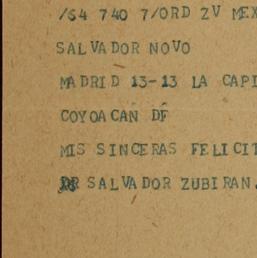 /64 740 7/ORD ZV MEX
SALVADOR NOVO
MADRID 13-13 LA CAPI
COYOACAN DF
MIS SINCERAS FELICIT
DR SALVADOR ZUBIRAN.